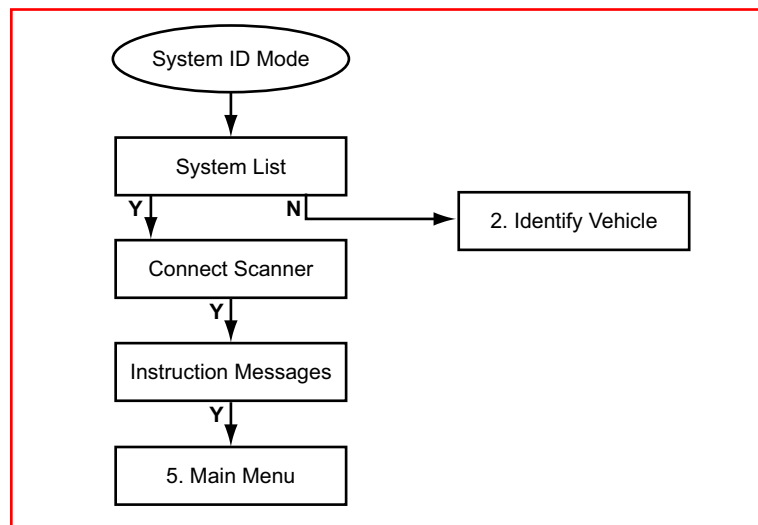 System ID Mode
System List
Y
N
2. Identify Vehicle
Connect Scanner
Y
Instruction Messages
Y
5. Main Menu